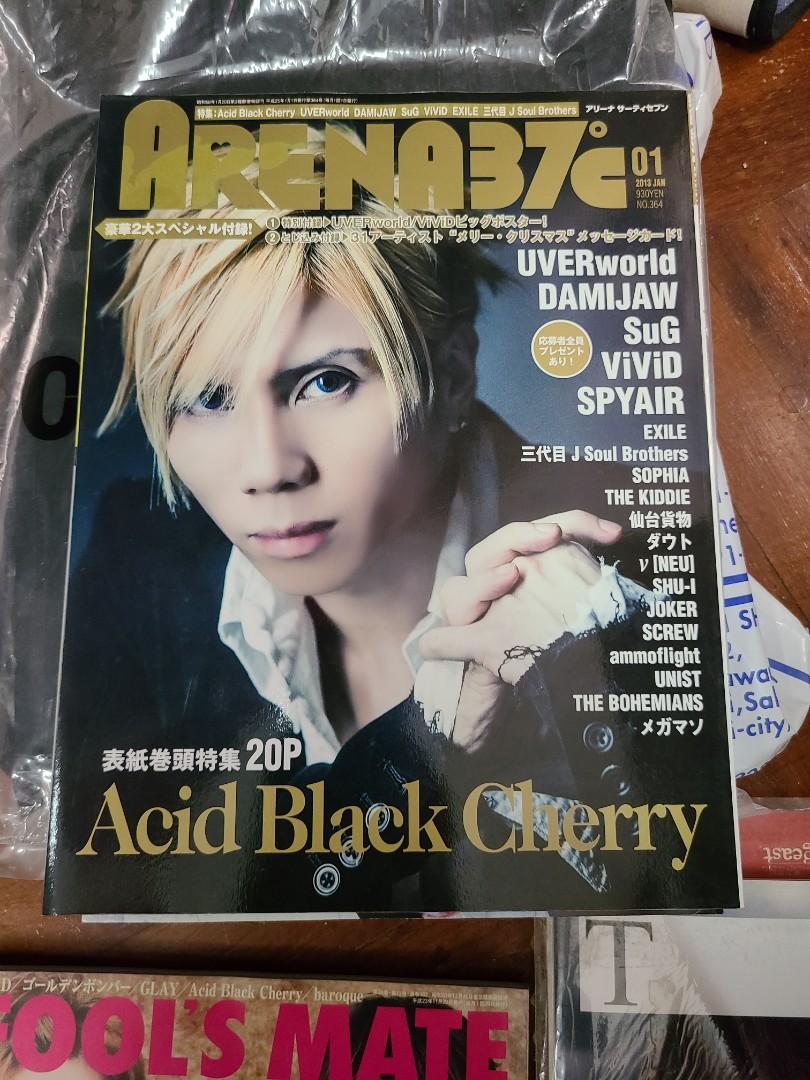 特集:Acid Black Cherry UVERworld DAMIJAW SuG ViViD EXILE 三代目 J Soul Brothers
アリーナ サーティセブン
ARENA37℃
01
2013 JAN
930YEN
NO.364
豪華2大スペシャル付録!
① 特別付録▶UVERworld/ViViDビッグポスター!
② とじ込み付録▶31アーティスト "メリー・クリスマス" メッセージカード!
UVERworld
DAMIJAW
SuG
ViViD
SPYAIR
応募者全員
プレゼント
あり!
EXILE
三代目 J Soul Brothers
SOPHIA
THE KIDDIE
仙台貨物
ダウト
ν [NEU]
SHU-I
JOKER
SCREW
ammoflight
UNIST
THE BOHEMIANS
メガマソ
表紙巻頭特集 20P
Acid Black Cherry
D/ゴールデンボンバー/GLAY/Acid Black Cherry/baroque
FOOL'S MATE
T
C
1-
-city,
east